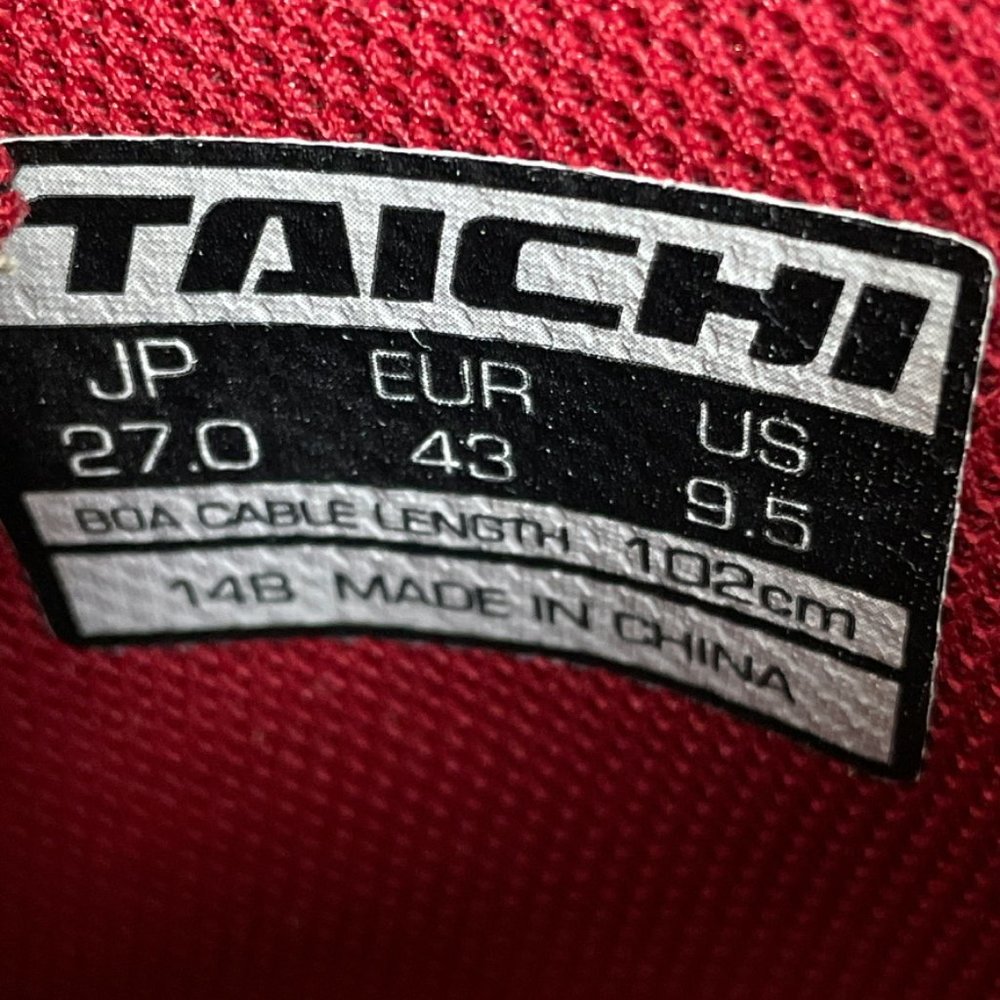 TAICHI
JP EUR US
27.0 43 9.5
BOA CABLE LENGTH 102cm
14B MADE IN CHINA